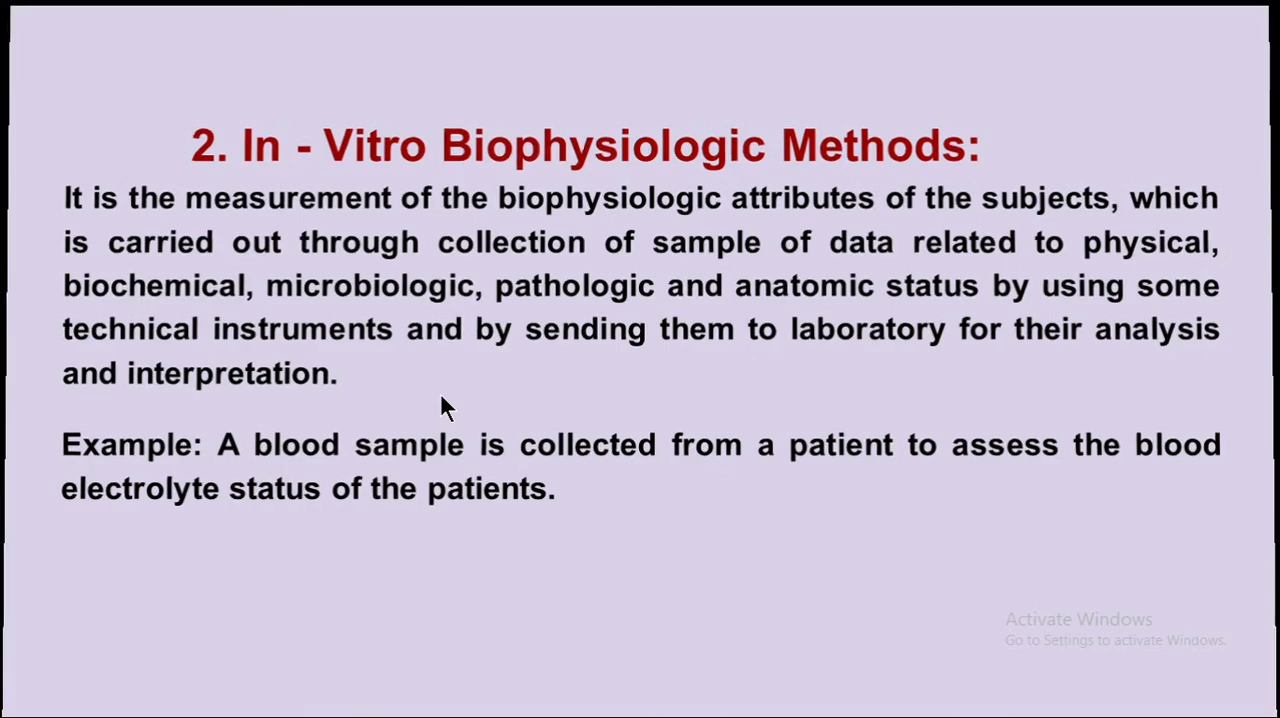 2. In - Vitro Biophysiologic Methods:
It is the measurement of the biophysiologic attributes of the subjects, which
is carried out through collection of sample of data related to physical,
biochemical, microbiologic, pathologic and anatomic status by using some
technical instruments and by sending them to laboratory for their analysis
and interpretation.
Example: A blood sample is collected from a patient to assess the blood
electrolyte status of the patients.
Activate Windows
Go to Settings to activate Windows.